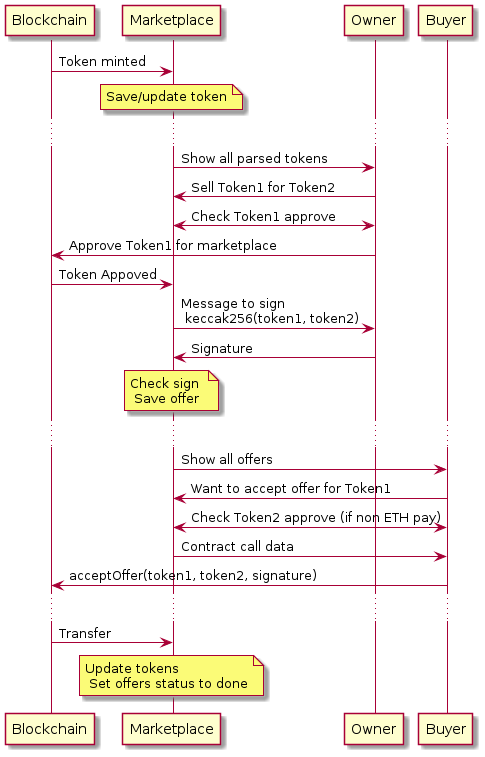 Blockchain Marketplace Owner Buyer
Token minted
Save/update token
Show all parsed tokens
Sell Token1 for Token2
Check Token1 approve
Approve Token1 for marketplace
Token Appoved
Message to sign
keccak256(token1, token2)
Signature
Check sign
Save offer
Show all offers
Want to accept offer for Token1
Check Token2 approve (if non ETH pay)
Contract call data
acceptOffer(token1, token2, signature)
Transfer
Update tokens
Set offers status to done
Blockchain Marketplace Owner Buyer